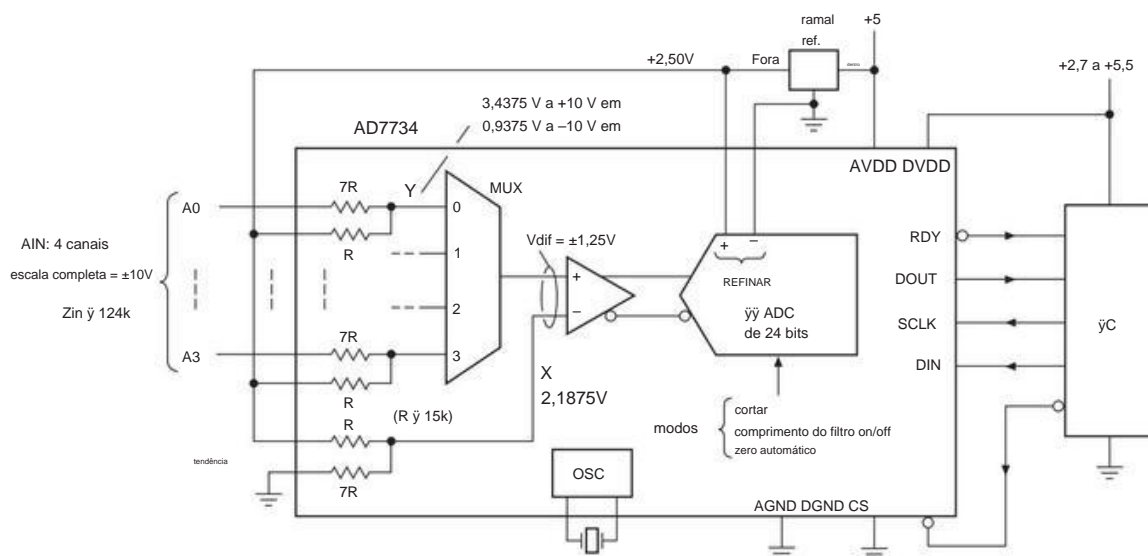 ramal
ref.
+5
+2,50V
Fora
+2,7 a +5,5
3,4375 V a +10 V em
0,9375 V a –10 V em
AD7734
AVDD DVDD
7R
Y
MUX
A0
0
R
Vdif = ±1,25V
+ –
RDY
AIN: 4 canais
1
REFINAR
escala completa = ±10V
+
DOUT
ÿÿ ADC
de 24 bits
Zin ÿ 124k
2
–
SCLK
ÿC
7R
A3
3
DIN
R
X
2,1875V
(R ÿ 15k)
R
modos
cortar
comprimento do filtro on/off
zero automático
tendência
7R
OSC
AGND DGND CS